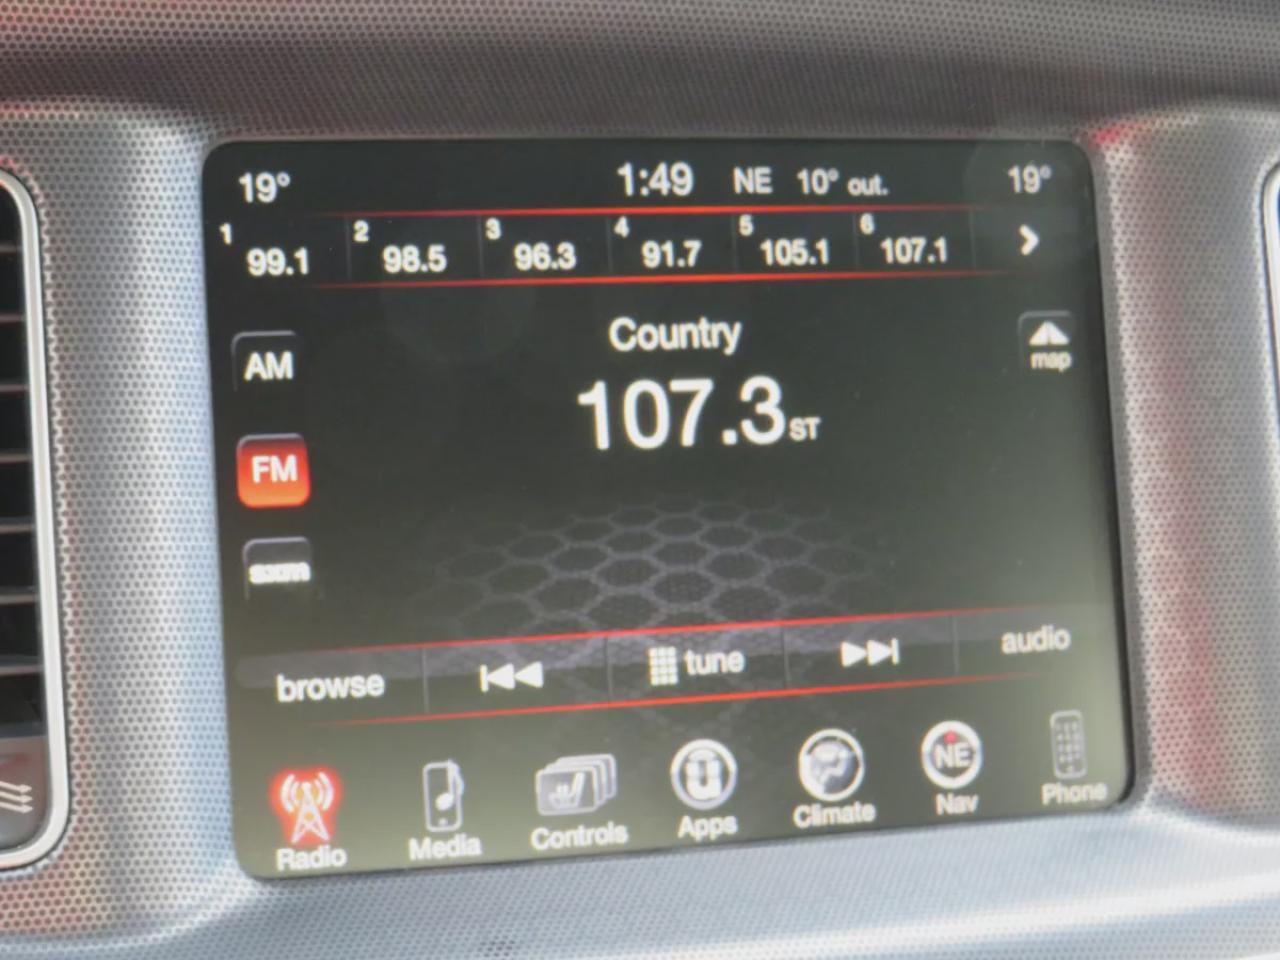 19° 1:49 NE 10° out. 19°
1 99.1 2 98.5 3 96.3 4 91.7 5 105.1 6 107.1
Country
map
AM
107.3 ST
FM
sxm
browse tune audio
NE
Radio Media Controls Apps Climate Nav Phone